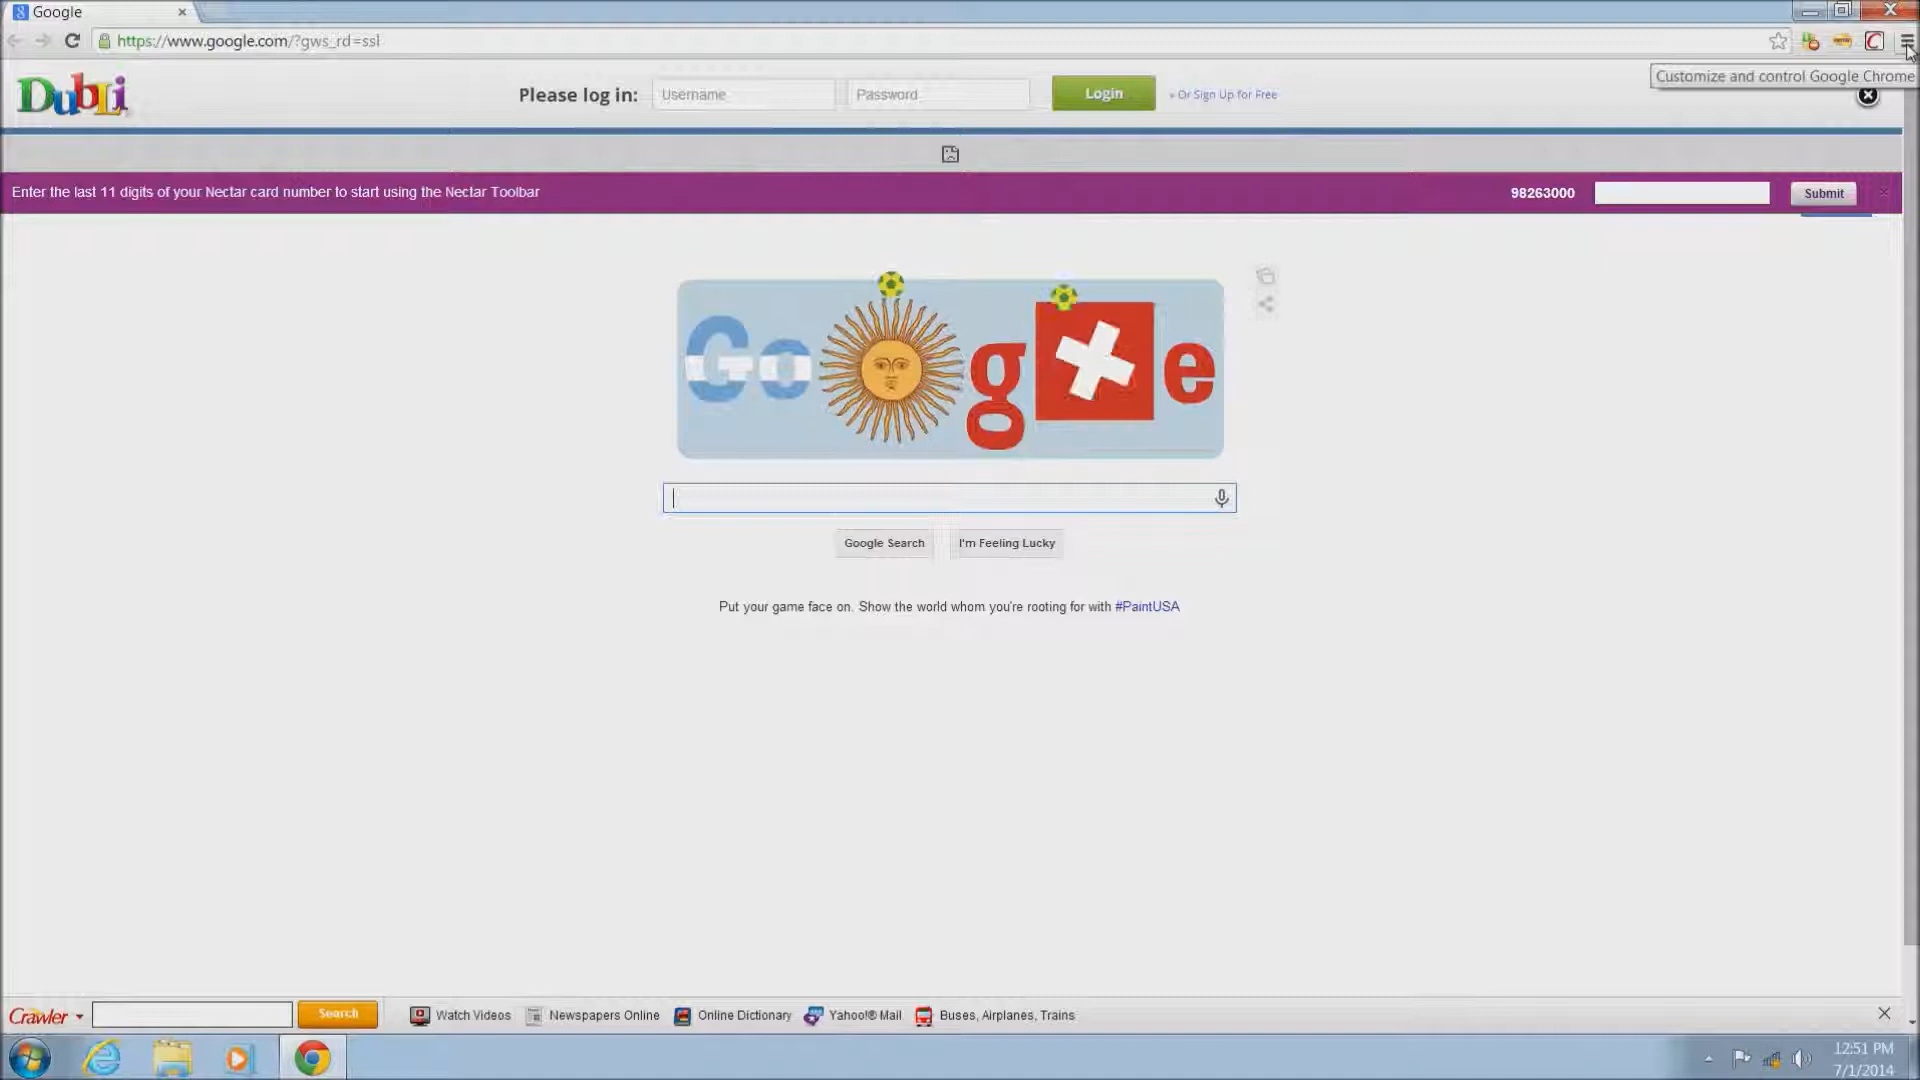 Google
https://www.google.com/?gws_rd=ssl
Customize and control Google Chrome
DubLi
Please log in: Username Password Login » Or Sign Up for Free
Enter the last 11 digits of your Nectar card number to start using the Nectar Toolbar 98263000 Submit
Google
Google Search I'm Feeling Lucky
Put your game face on. Show the world whom you're rooting for with #PaintUSA
Crawler Search Watch Videos Newspapers Online Online Dictionary Yahoo!® Mail Buses, Airplanes, Trains
12:51 PM
7/1/2014